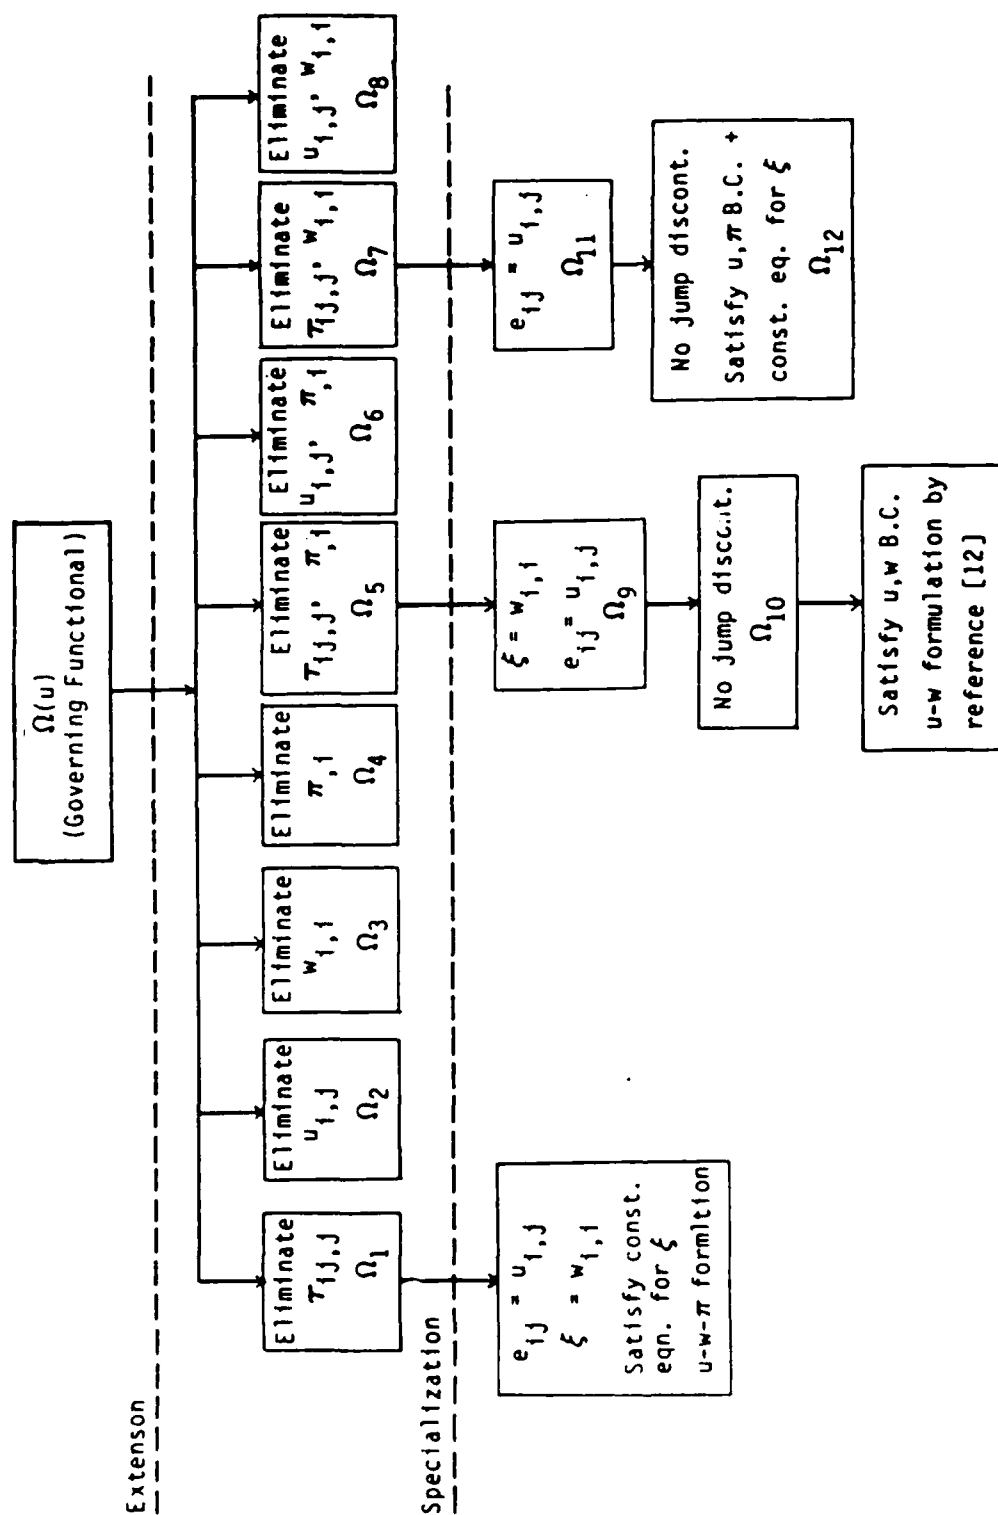 Ω(u)
(Governing Functional)
Extenson
Eliminate
τij,j
Ω1
Eliminate
ui,j
Ω2
Eliminate
wi,i
Ω3
Eliminate
π,i
Ω4
Eliminate
τij,j, π,i
Ω5
Eliminate
ui,j, π,i
Ω6
Eliminate
τij,j, wi,i
Ω7
Eliminate
ui,j, wi,i
Ω8
Specialization
eij = ui,j
ξ = wi,i
Satisfy const.
eqn. for ξ
u-w-π formltion
ξ = wi,i
eij = ui,j
Ω9
No jump discont.
Ω10
Satisfy u,w B.C.
u-w formulation by
reference [12]
eij = ui,j
Ω11
No jump discont.
Satisfy u,π B.C. +
const. eq. for ξ
Ω12